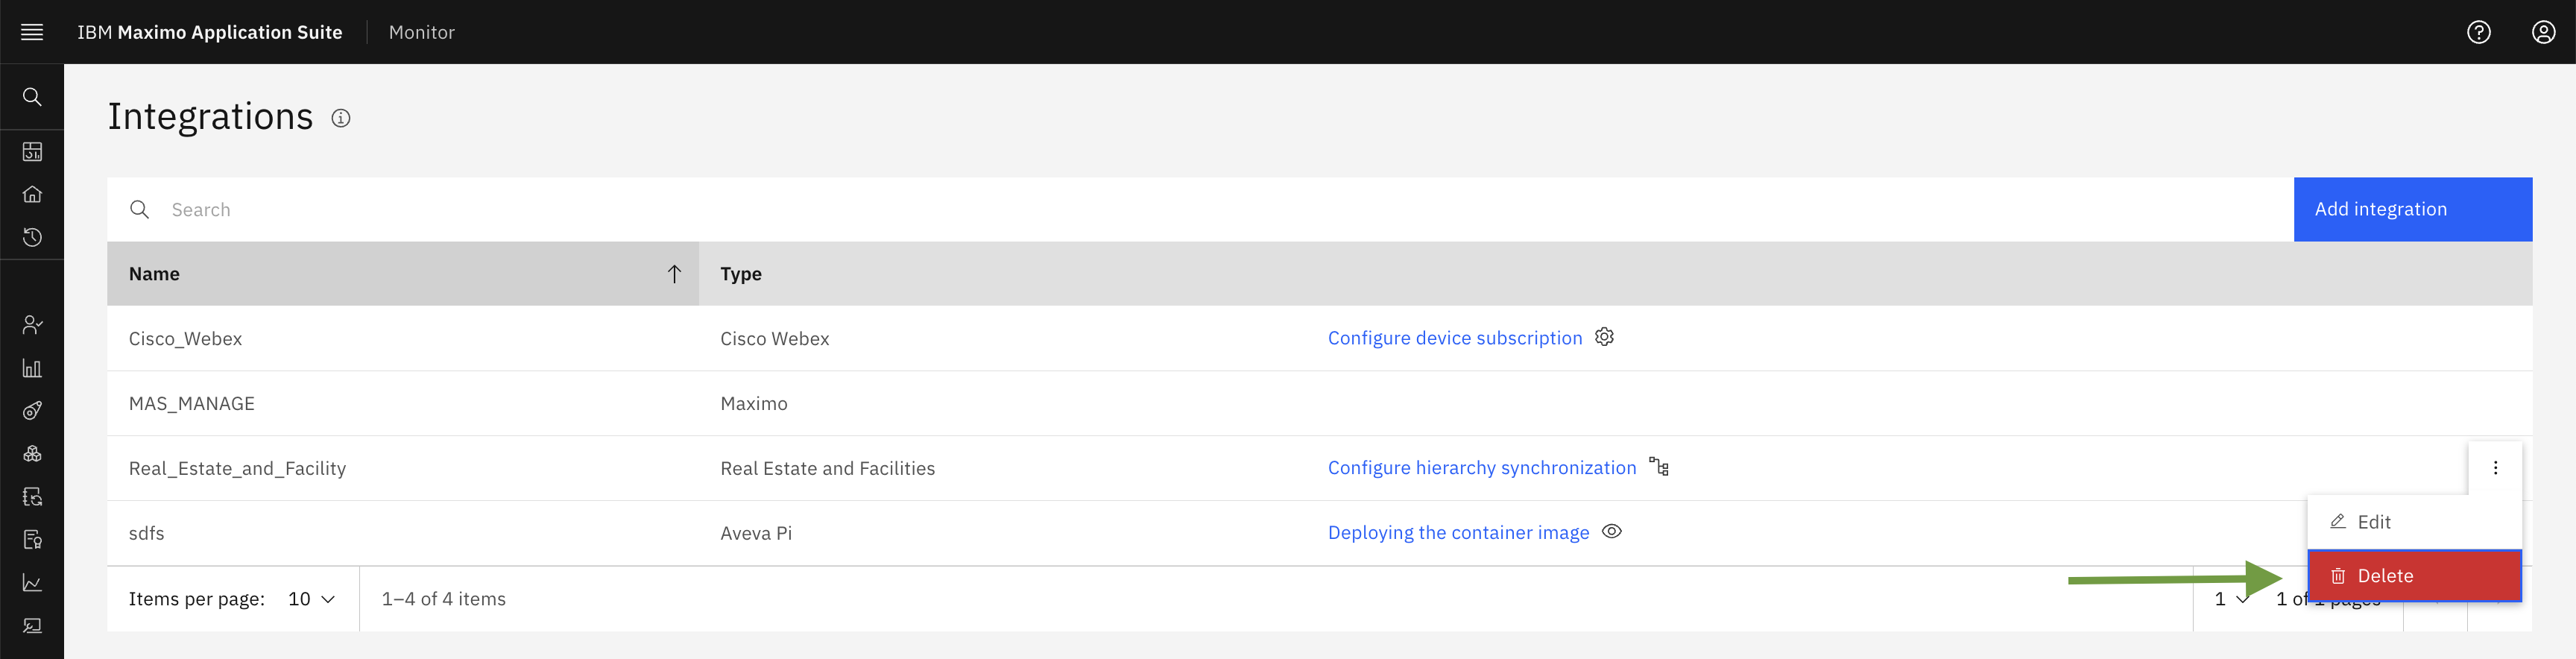 IBM Maximo Application Suite Monitor
Integrations
Search
Add integration
Name Type
Cisco_Webex Cisco Webex Configure device subscription
MAS_MANAGE Maximo
Real_Estate_and_Facility Real Estate and Facilities Configure hierarchy synchronization
Edit
sdfs Aveva Pi Deploying the container image
Delete
Items per page: 10 1–4 of 4 items 1 1 of 1 pages